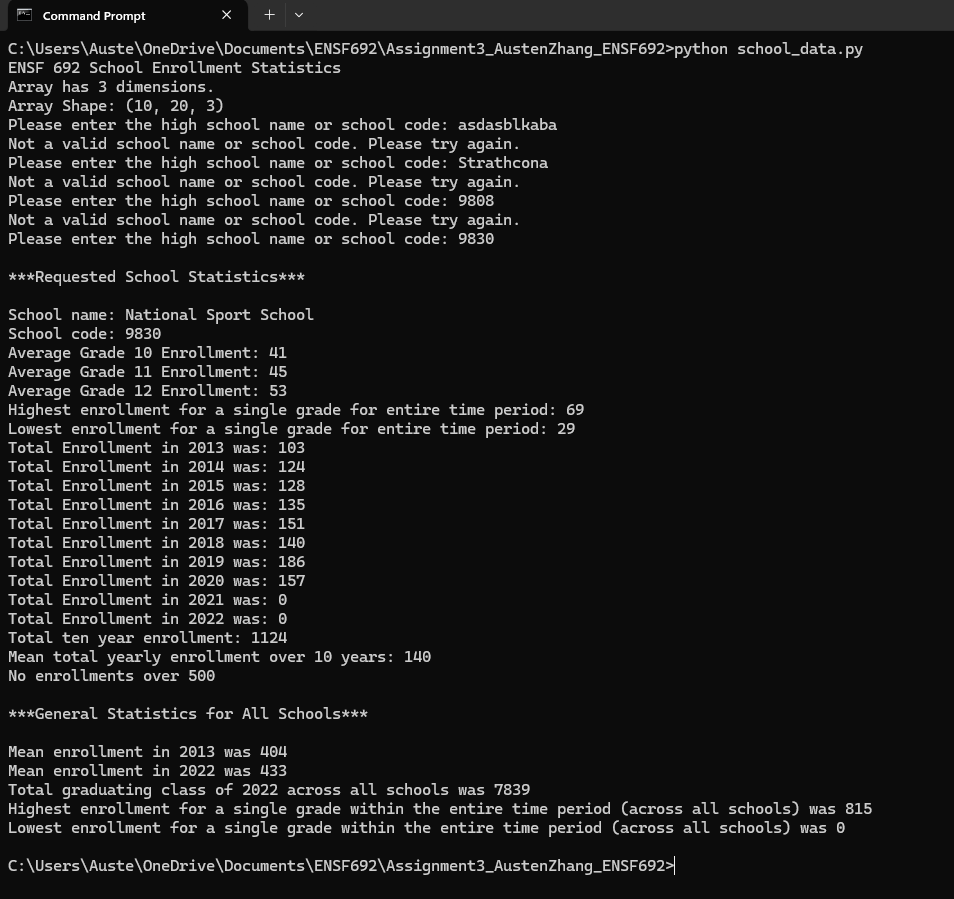 Command Prompt
C:\Users\Auste\OneDrive\Documents\ENSF692\Assignment3_AustenZhang_ENSF692>python school_data.py
ENSF 692 School Enrollment Statistics
Array has 3 dimensions.
Array Shape: (10, 20, 3)
Please enter the high school name or school code: asdasblkaba
Not a valid school name or school code. Please try again.
Please enter the high school name or school code: Strathcona
Not a valid school name or school code. Please try again.
Please enter the high school name or school code: 9808
Not a valid school name or school code. Please try again.
Please enter the high school name or school code: 9830
***Requested School Statistics***
School name: National Sport School
School code: 9830
Average Grade 10 Enrollment: 41
Average Grade 11 Enrollment: 45
Average Grade 12 Enrollment: 53
Highest enrollment for a single grade for entire time period: 69
Lowest enrollment for a single grade for entire time period: 29
Total Enrollment in 2013 was: 103
Total Enrollment in 2014 was: 124
Total Enrollment in 2015 was: 128
Total Enrollment in 2016 was: 135
Total Enrollment in 2017 was: 151
Total Enrollment in 2018 was: 140
Total Enrollment in 2019 was: 186
Total Enrollment in 2020 was: 157
Total Enrollment in 2021 was: 0
Total Enrollment in 2022 was: 0
Total ten year enrollment: 1124
Mean total yearly enrollment over 10 years: 140
No enrollments over 500
***General Statistics for All Schools***
Mean enrollment in 2013 was 404
Mean enrollment in 2022 was 433
Total graduating class of 2022 across all schools was 7839
Highest enrollment for a single grade within the entire time period (across all schools) was 815
Lowest enrollment for a single grade within the entire time period (across all schools) was 0
C:\Users\Auste\OneDrive\Documents\ENSF692\Assignment3_AustenZhang_ENSF692>